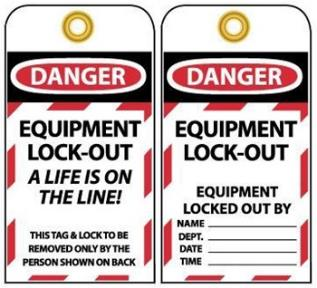 DANGER
EQUIPMENT
LOCK-OUT
A LIFE IS ON
THE LINE!
THIS TAG & LOCK TO BE
REMOVED ONLY BY THE
PERSON SHOWN ON BACK
DANGER
EQUIPMENT
LOCK-OUT
EQUIPMENT
LOCKED OUT BY
NAME
DEPT.
DATE
TIME